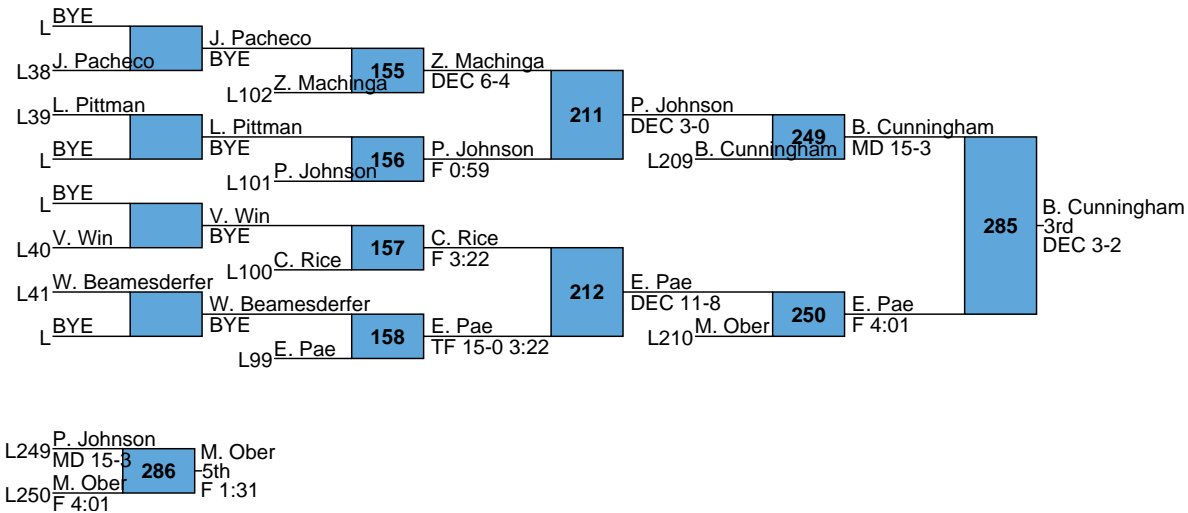 L BYE
L38 J. Pacheco
J. Pacheco
BYE
155
L102 Z. Machinga
Z. Machinga
DEC 6-4
L39 L. Pittman
L BYE
L. Pittman
BYE
156
L101 P. Johnson
P. Johnson
F 0:59
211
P. Johnson
DEC 3-0
249
L209 B. Cunningham
B. Cunningham
MD 15-3
L BYE
L40 V. Win
V. Win
BYE
157
L100 C. Rice
C. Rice
F 3:22
L41 W. Beamesderfer
L BYE
W. Beamesderfer
BYE
158
L99 E. Pae
E. Pae
TF 15-0 3:22
212
E. Pae
DEC 11-8
250
L210 M. Ober
E. Pae
F 4:01
285
B. Cunningham
3rd
DEC 3-2
L249 P. Johnson
MD 15-3
L250 M. Ober
F 4:01
286
M. Ober
5th
F 1:31